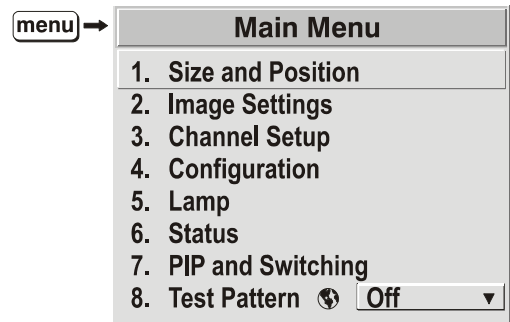 menu
Main Menu
1. Size and Position
2. Image Settings
3. Channel Setup
4. Configuration
5. Lamp
6. Status
7. PIP and Switching
8. Test Pattern Off